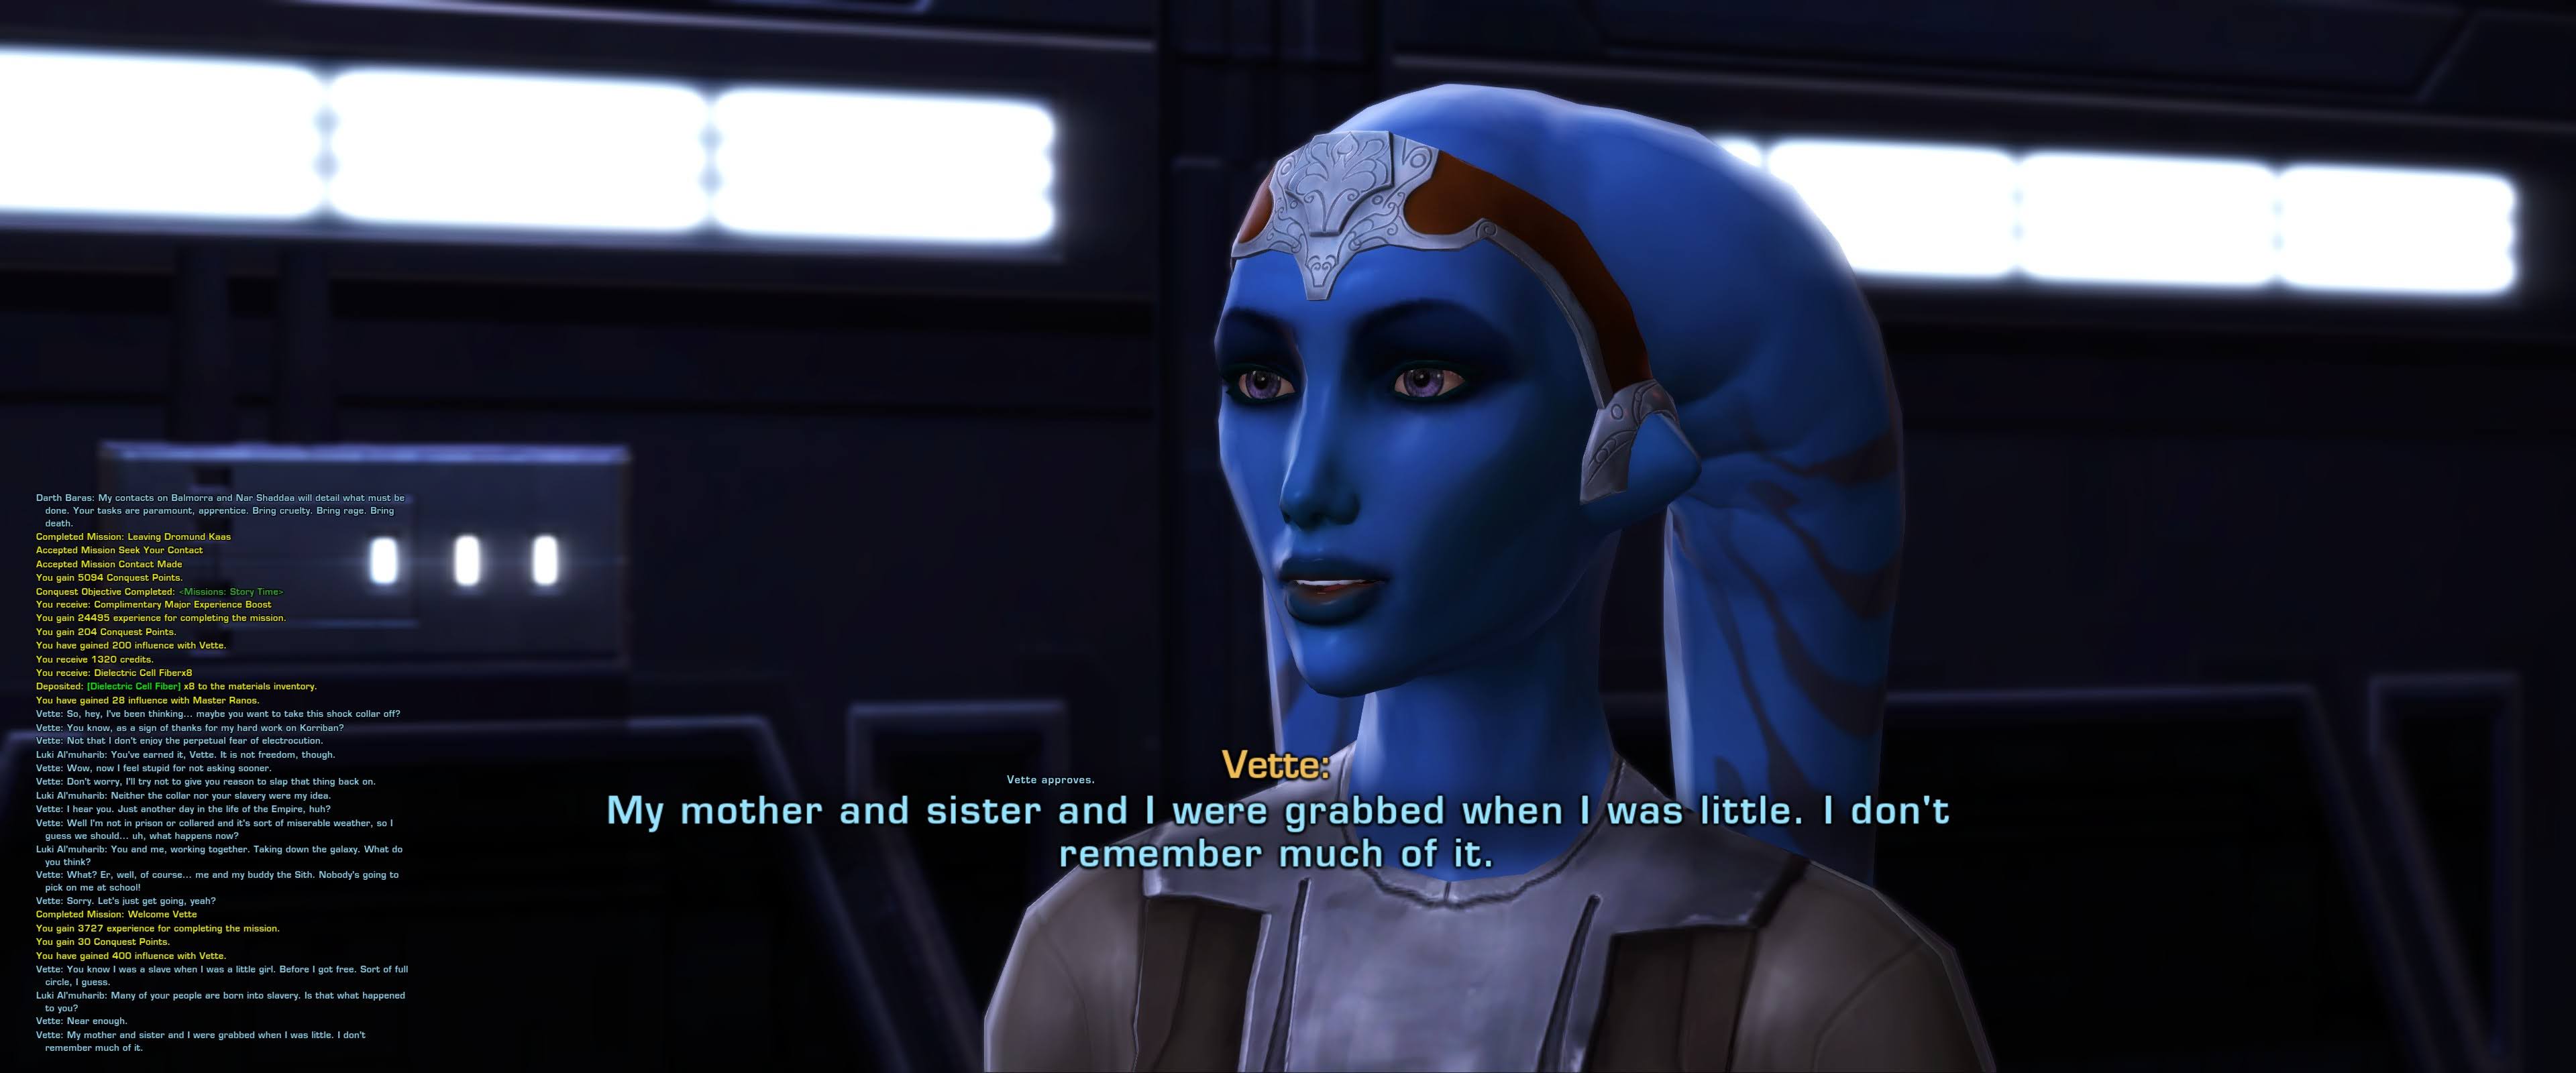 Darth Baras: My contacts on Balmorra and Nar Shaddaa will detail what must be
done. Your tasks are paramount, apprentice. Bring cruelty. Bring rage. Bring
death.
Completed Mission: Leaving Dromund Kaas
Accepted Mission Seek Your Contact
Accepted Mission Contact Made
You gain 5094 Conquest Points.
Conquest Objective Completed: <Missions: Story Time>
You receive: Complimentary Major Experience Boost
You gain 24495 experience for completing the mission.
You gain 204 Conquest Points.
You have gained 200 influence with Vette.
You receive 1320 credits.
You receive: Dielectric Cell Fiberx8
Deposited: [Dielectric Cell Fiber] x8 to the materials inventory.
You have gained 28 influence with Master Ranos.
Vette: So, hey, I've been thinking... maybe you want to take this shock collar off?
Vette: You know, as a sign of thanks for my hard work on Korriban?
Vette: Not that I don't enjoy the perpetual fear of electrocution.
Luki Al'muharib: You've earned it, Vette. It is not freedom, though.
Vette: Wow, now I feel stupid for not asking sooner.
Vette: Don't worry, I'll try not to give you reason to slap that thing back on.
Luki Al'muharib: Neither the collar nor your slavery were my idea.
Vette: I hear you. Just another day in the life of the Empire, huh?
Vette: Well I'm not in prison or collared and it's sort of miserable weather, so I
guess we should... uh, what happens now?
Luki Al'muharib: You and me, working together. Taking down the galaxy. What do
you think?
Vette: What? Er, well, of course... me and my buddy the Sith. Nobody's going to
pick on me at school!
Vette: Sorry. Let's just get going, yeah?
Completed Mission: Welcome Vette
You gain 3727 experience for completing the mission.
You gain 30 Conquest Points.
You have gained 400 influence with Vette.
Vette: You know I was a slave when I was a little girl. Before I got free. Sort of full
circle, I guess.
Luki Al'muharib: Many of your people are born into slavery. Is that what happened
to you?
Vette: Near enough.
Vette: My mother and sister and I were grabbed when I was little. I don't
remember much of it.
Vette approves.
Vette:
My mother and sister and I were grabbed when I was little. I don't
remember much of it.